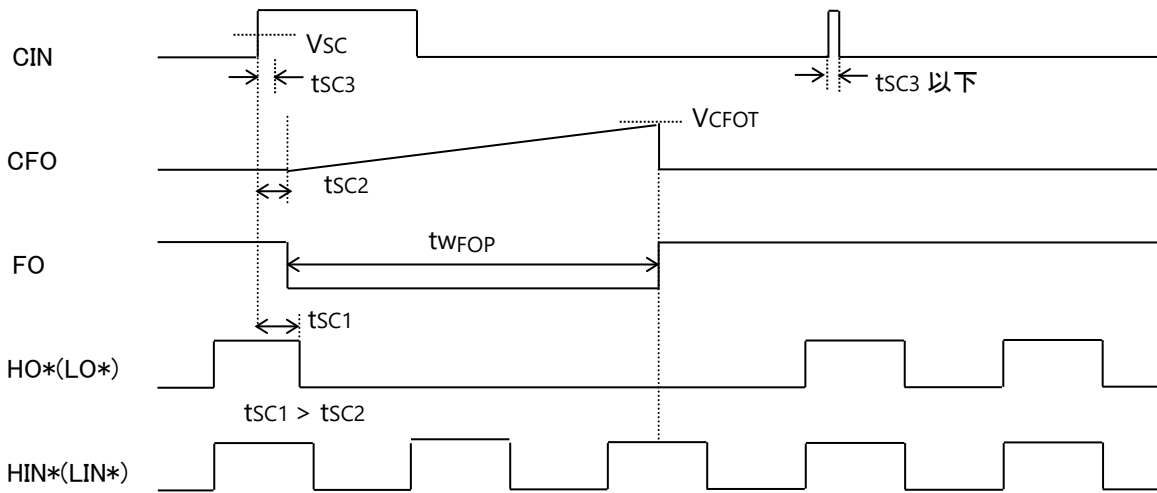 CIN
VSC
tSC3
tSC3 以下
VCFOT
CFO
tSC2
twFOP
FO
tSC1
HO*(LO*)
tSC1 > tSC2
HIN*(LIN*)